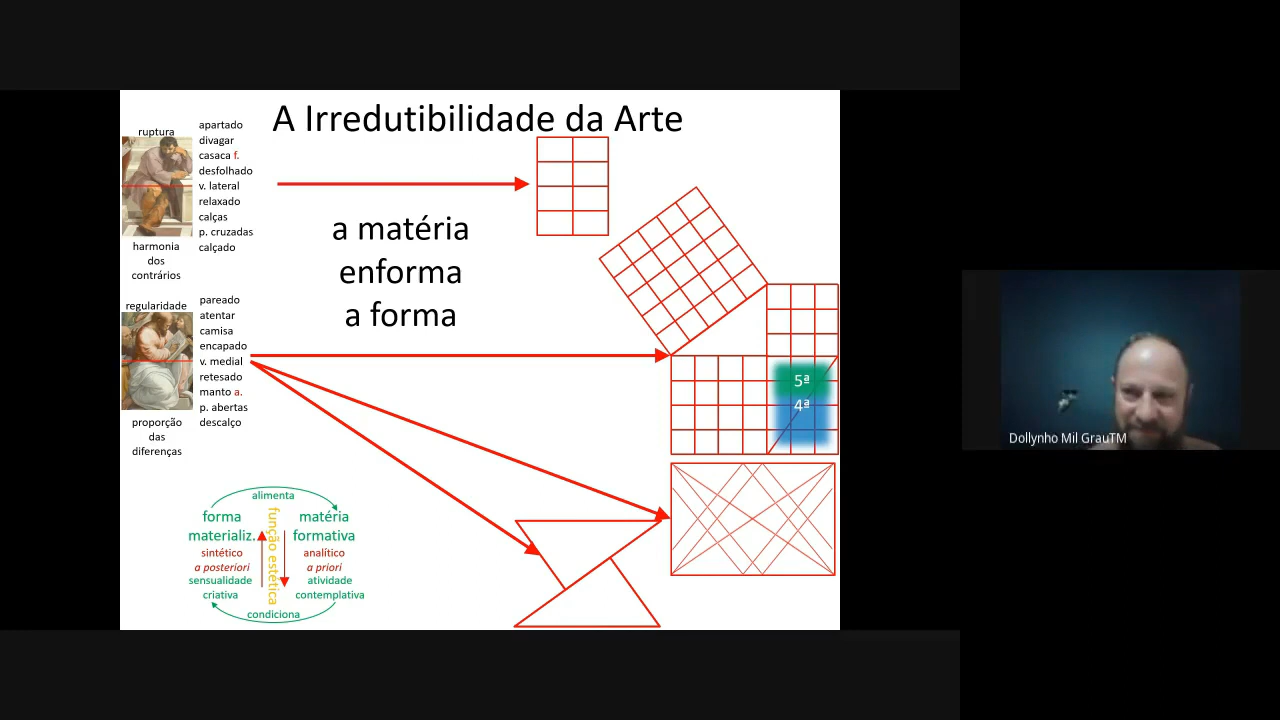 A Irredutibilidade da Arte
ruptura
apartado
divagar
casaca f.
desfolhado
v. lateral
relaxado
calças
p. cruzadas
calçado
harmonia
dos
contrários
a matéria
enforma
a forma
regularidade
pareado
atentar
camisa
encapado
v. medial
retesado
manto a.
p. abertas
descalço
proporção
das
diferenças
5ª
4ª
alimenta
forma
materializ.
sintético
a posteriori
sensualidade
criativa
função estética
matéria
formativa
analítico
a priori
atividade
contemplativa
condiciona
Dollynho Mil GrauTM